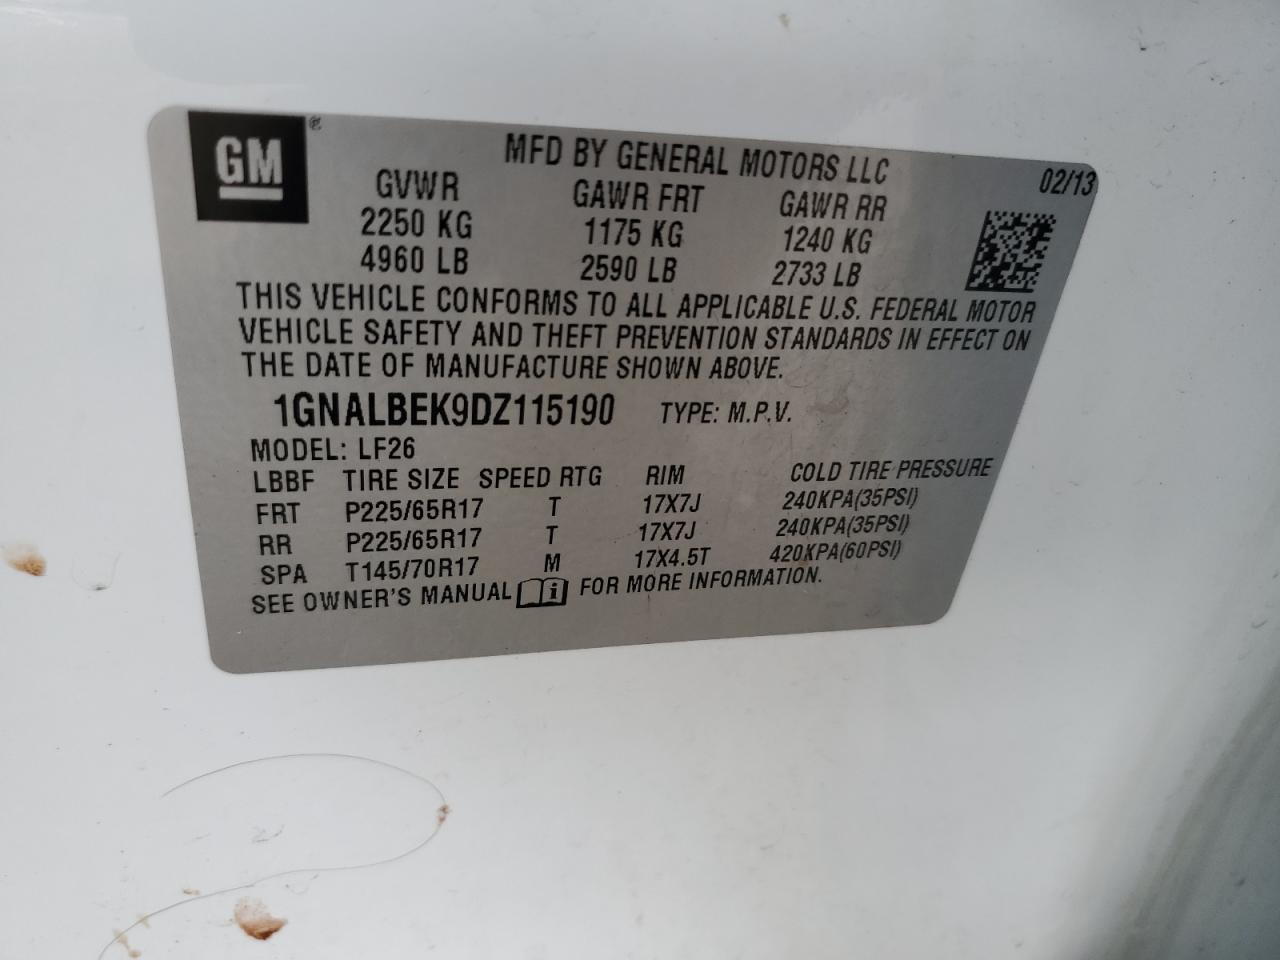 GM®
MFD BY GENERAL MOTORS LLC
02/13
GVWR GAWR FRT GAWR RR
2250 KG 1175 KG 1240 KG
4960 LB 2590 LB 2733 LB
THIS VEHICLE CONFORMS TO ALL APPLICABLE U.S. FEDERAL MOTOR
VEHICLE SAFETY AND THEFT PREVENTION STANDARDS IN EFFECT ON
THE DATE OF MANUFACTURE SHOWN ABOVE.
1GNALBEK9DZ115190 TYPE: M.P.V.
MODEL: LF26
LBBF TIRE SIZE SPEED RTG RIM COLD TIRE PRESSURE
FRT P225/65R17 T 17X7J 240KPA(35PSI)
RR P225/65R17 T 17X7J 240KPA(35PSI)
SPA T145/70R17 M 17X4.5T 420KPA(60PSI)
SEE OWNER'S MANUAL i FOR MORE INFORMATION.